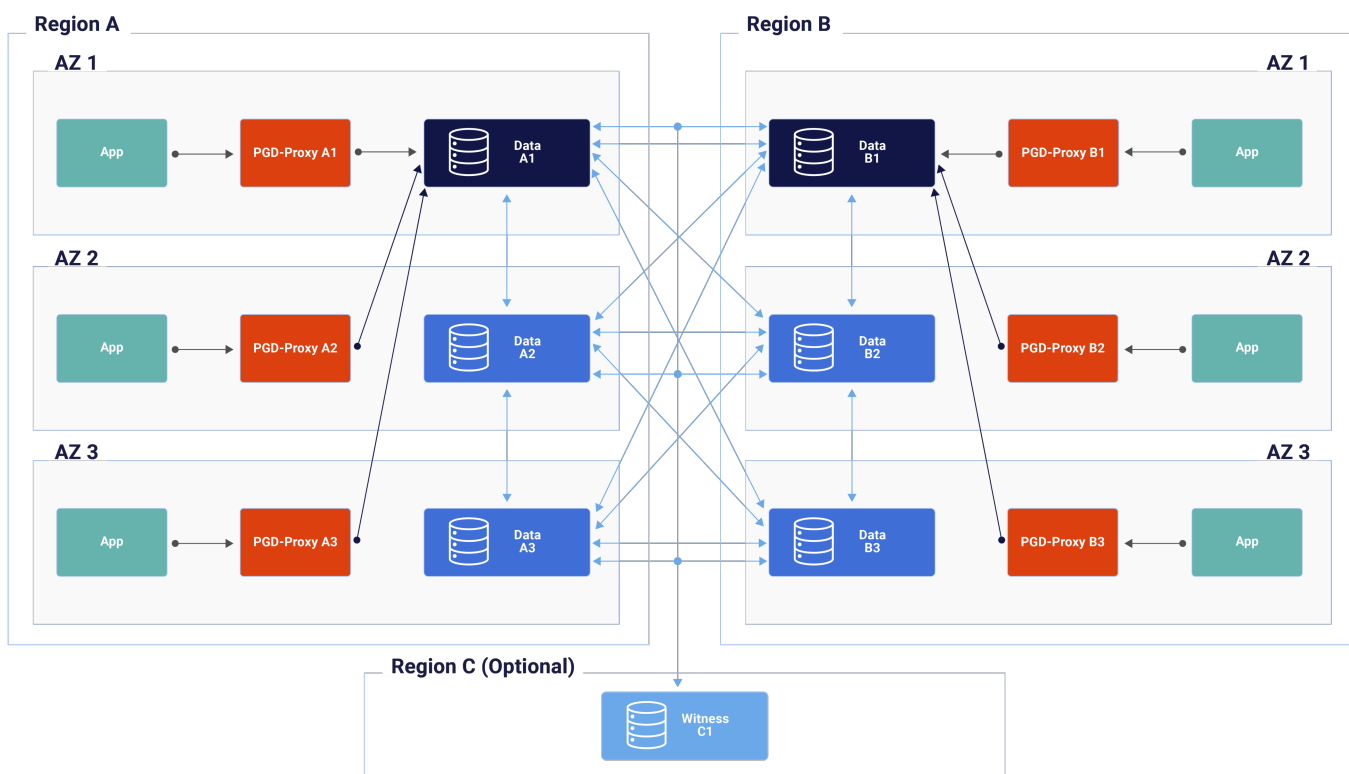 Region A
Region B
AZ 1
AZ 1
App
PGD-Proxy A1
Data
A1
Data
B1
PGD-Proxy B1
App
AZ 2
AZ 2
App
PGD-Proxy A2
Data
A2
Data
B2
PGD-Proxy B2
App
AZ 3
AZ 3
App
PGD-Proxy A3
Data
A3
Data
B3
PGD-Proxy B3
App
Region C (Optional)
Witness
C1